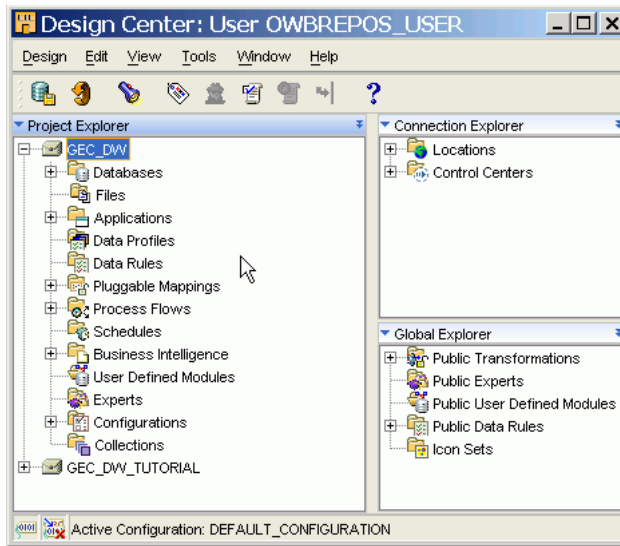 Design Center: User OWBREPOS_USER
Design Edit View Tools Window Help
Project Explorer
GEC_DW
Databases
Files
Applications
Data Profiles
Data Rules
Pluggable Mappings
Process Flows
Schedules
Business Intelligence
User Defined Modules
Experts
Configurations
Collections
GEC_DW_TUTORIAL
Connection Explorer
Locations
Control Centers
Global Explorer
Public Transformations
Public Experts
Public User Defined Modules
Public Data Rules
Icon Sets
Active Configuration: DEFAULT_CONFIGURATION